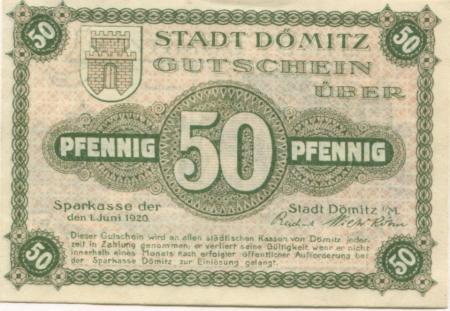 50 STADT DÖMITZ 50
GUTSCHEIN
ÜBER
PFENNIG 50 PFENNIG
Sparkasse der Stadt Dömitz i/M.
den 1. Juni 1920.
Dieser Gutschein wird an allen städtischen Kassen von Dömitz jeder-
zeit in Zahlung genommen, er verliert seine Gültigkeit wenn er nicht
innerhalb eines Monats nach erfolgter öffentlicher Aufforderung bei
der Sparkasse Dömitz zur Einlösung gelangt.
50 50